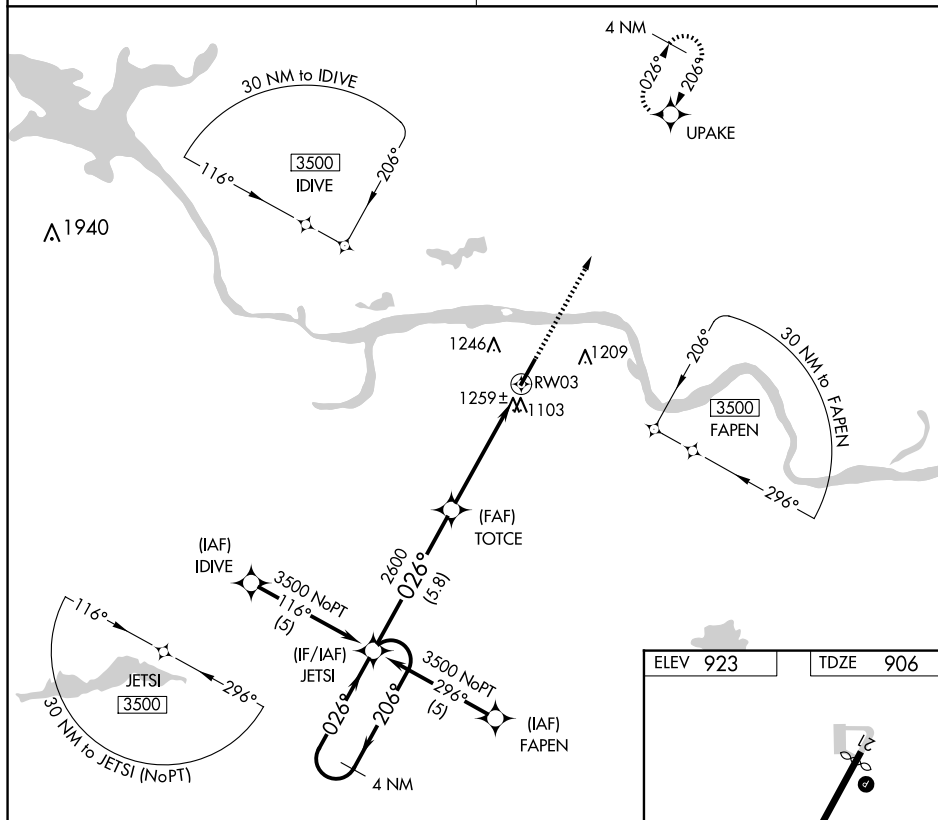 4 NM
026°
206°
UPAKE
30 NM to IDIVE
3500
IDIVE
116°
206°
1940
1246
1209
RW03
1259±
1103
206°
30 NM to FAPEN
3500
FAPEN
296°
(FAF)
TOTCE
(IAF)
IDIVE
2600
026°
(5.8)
3500 NoPT
116°
(5)
(IF/IAF)
JETSI
3500 NoPT
296°
(5)
(IAF)
FAPEN
026°
206°
4 NM
116°
JETSI
3500
296°
30 NM to JETSI (NoPT)
ELEV 923
TDZE 906
21
P